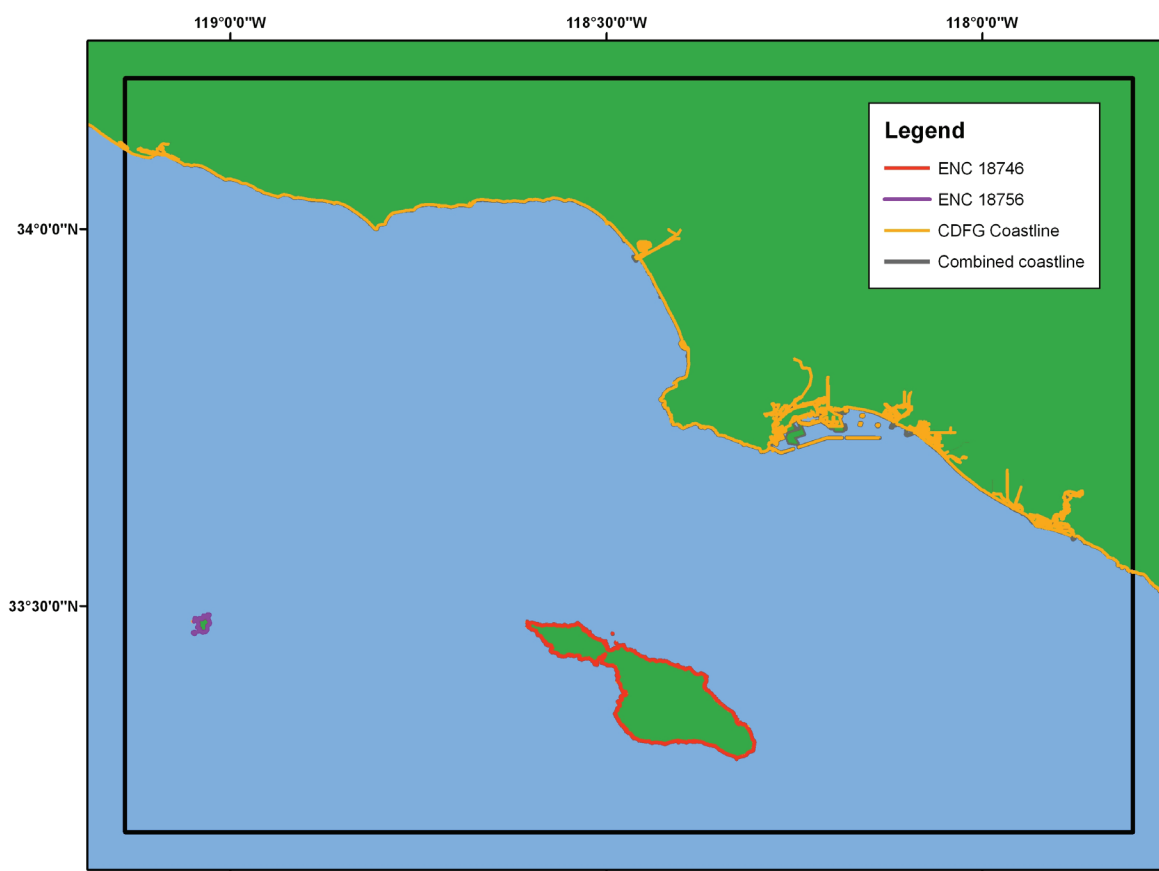 119°0'0"W
118°30'0"W
118°0'0"W
34°0'0"N
33°30'0"N
Legend
ENC 18746
ENC 18756
CDFG Coastline
Combined coastline